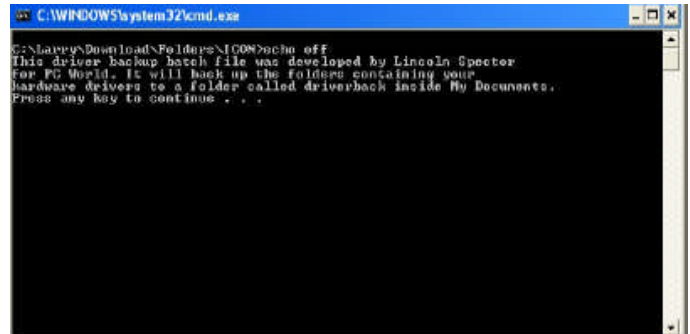 C:\WINDOWS\system32\cmd.exe
C:\Larry\Download\Folders\ICON>echo off
This driver backup batch file was developed by Lincoln Spector
for PC World. It will back up the folders containing your
hardware drivers to a folder called driverback inside My Documents.
Press any key to continue . . .